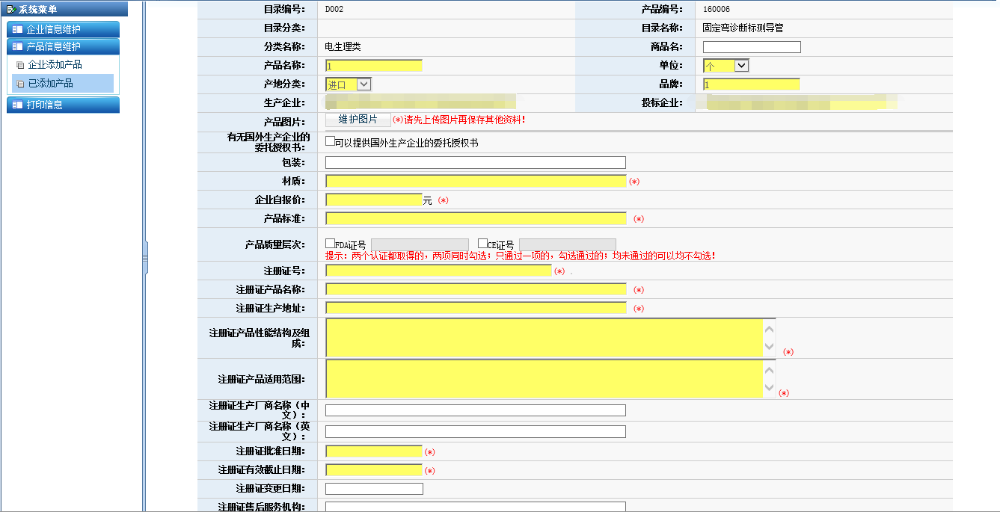 系统菜单
企业信息维护
产品信息维护
企业添加产品
已添加产品
打印信息
目录编号： D002 产品编号： 160006
目录分类： 目录名称： 固定弯诊断标测导管
分类名称： 电生理类 商品名：
产品名称： 1 单位： 个
产地分类： 进口 品牌： 1
生产企业： 投标企业：
产品图片： 维护图片 (*)请先上传图片再保存其他资料！
有无国外生产企业的
委托授权书： 可以提供国外生产企业的委托授权书
包装：
材质： (*)
企业自报价： 元 (*)
产品标准： (*)
产品质量层次： FDA证号 CE证号
提示：两个认证都取得的，两项同时勾选；只通过一项的，勾选通过的；均未通过的可以均不勾选！
注册证号： (*) .
注册证产品名称： (*)
注册证生产地址： (*)
注册证产品性能结构及组
成： (*)
注册证产品适用范围： (*)
注册证生产厂商名称（中
文）：
注册证生产厂商名称（英
文）：
注册证批准日期： (*)
注册证有效截止日期： (*)
注册证变更日期：
注册证售后服务机构：